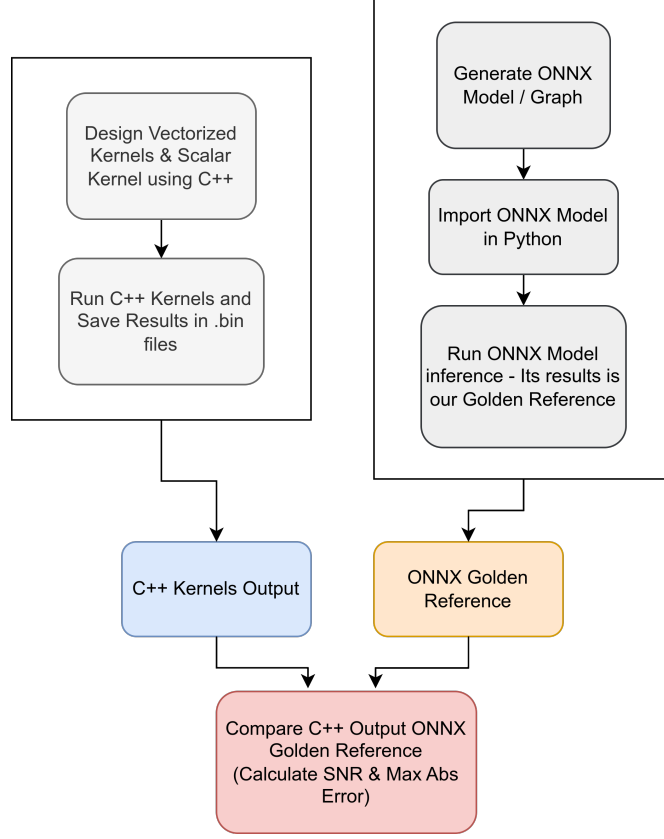 Design Vectorized
Kernels & Scalar
Kernel using C++
Run C++ Kernels and
Save Results in .bin
files
Generate ONNX
Model / Graph
Import ONNX Model
in Python
Run ONNX Model
inference - Its results is
our Golden Reference
C++ Kernels Output
ONNX Golden
Reference
Compare C++ Output ONNX
Golden Reference
(Calculate SNR & Max Abs
Error)